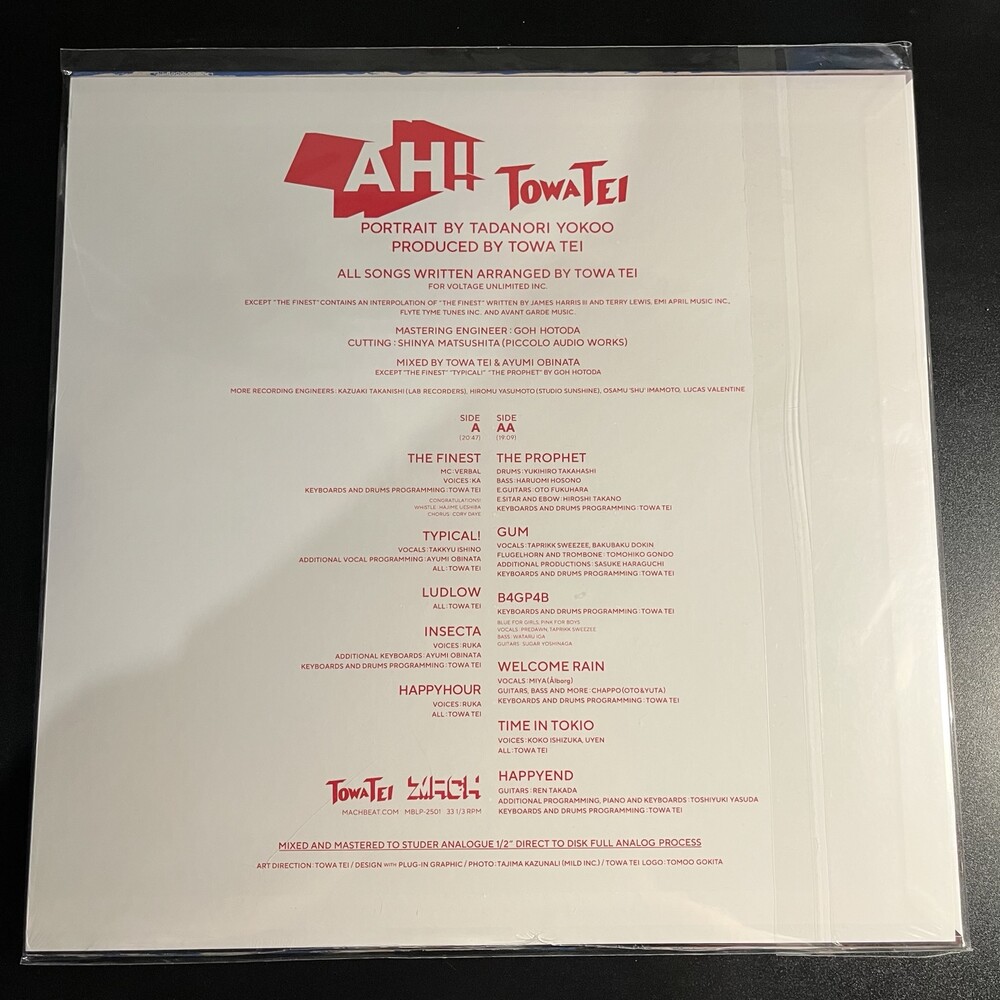 AH!!
TOWA TEI
PORTRAIT BY TADANORI YOKOO
PRODUCED BY TOWA TEI
ALL SONGS WRITTEN ARRANGED BY TOWA TEI
FOR VOLTAGE UNLIMITED INC.
EXCEPT "THE FINEST" CONTAINS AN INTERPOLATION OF "THE FINEST" WRITTEN BY JAMES HARRIS III AND TERRY LEWIS, EMI APRIL MUSIC INC.,
FLYTE TYME TUNES INC. AND AVANT GARDE MUSIC.
MASTERING ENGINEER : GOH HOTODA
CUTTING : SHINYA MATSUSHITA (PICCOLO AUDIO WORKS)
MIXED BY TOWA TEI & AYUMI OBINATA
EXCEPT "THE FINEST" "TYPICAL!" "THE PROPHET" BY GOH HOTODA
MORE RECORDING ENGINEERS : KAZUAKI TAKANISHI (LAB RECORDERS), HIROMU YASUMOTO (STUDIO SUNSHINE), OSAMU 'SHU' IMAMOTO, LUCAS VALENTINE
SIDE
A
(20:47)
THE FINEST
MC : VERBAL
VOICES : KA
KEYBOARDS AND DRUMS PROGRAMMING : TOWA TEI
CONGRATULATIONS!
WHISTLE : HAJIME UESHIBA
CHORUS : CORY DAYE
TYPICAL!
VOCALS : TAKKYU ISHINO
ADDITIONAL VOCAL PROGRAMMING : AYUMI OBINATA
ALL : TOWA TEI
LUDLOW
ALL : TOWA TEI
INSECTA
VOICES : RUKA
ADDITIONAL KEYBOARDS : AYUMI OBINATA
KEYBOARDS AND DRUMS PROGRAMMING : TOWA TEI
HAPPYHOUR
VOICES : RUKA
ALL : TOWA TEI
SIDE
AA
(19:09)
THE PROPHET
DRUMS : YUKIHIRO TAKAHASHI
BASS : HARUOMI HOSONO
E.GUITARS : OTO FUKUHARA
E.SITAR AND EBOW : HIROSHI TAKANO
KEYBOARDS AND DRUMS PROGRAMMING : TOWA TEI
GUM
VOCALS : TAPRIKK SWEEZEE, BAKUBAKU DOKIN
FLUGELHORN AND TROMBONE : TOMOHIKO GONDO
ADDITIONAL PRODUCTIONS : SASUKE HARAGUCHI
KEYBOARDS AND DRUMS PROGRAMMING : TOWA TEI
B4GP4B
KEYBOARDS AND DRUMS PROGRAMMING : TOWA TEI
BLUE FOR GIRLS, PINK FOR BOYS
VOCALS : PREDAWN, TAPRIKK SWEEZEE
BASS : WATARU IGA
GUITARS : SUGAR YOSHINAGA
WELCOME RAIN
VOCALS : MIYA (Ålborg)
GUITARS, BASS AND MORE : CHAPPO (OTO & YUTA)
KEYBOARDS AND DRUMS PROGRAMMING : TOWA TEI
TIME IN TOKIO
VOICES : KOKO ISHIZUKA, UYEN
ALL : TOWA TEI
HAPPYEND
GUITARS : REN TAKADA
ADDITIONAL PROGRAMMING, PIANO AND KEYBOARDS : TOSHIYUKI YASUDA
KEYBOARDS AND DRUMS PROGRAMMING : TOWA TEI
TOWA TEI MACH
MACHBEAT.COM MBLP-2501 33 1/3 RPM
MIXED AND MASTERED TO STUDER ANALOGUE 1/2" DIRECT TO DISK FULL ANALOG PROCESS
ART DIRECTION : TOWA TEI / DESIGN WITH PLUG-IN GRAPHIC / PHOTO : TAJIMA KAZUNALI (MILD INC.) / TOWA TEI LOGO : TOMOO GOKITA